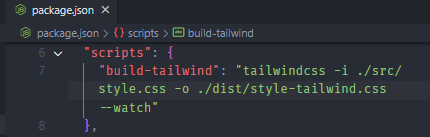 package.json ×
package.json > {} scripts > build-tailwind
6 "scripts": {
7 "build-tailwind": "tailwindcss -i ./src/
style.css -o ./dist/style-tailwind.css
--watch"
8 },